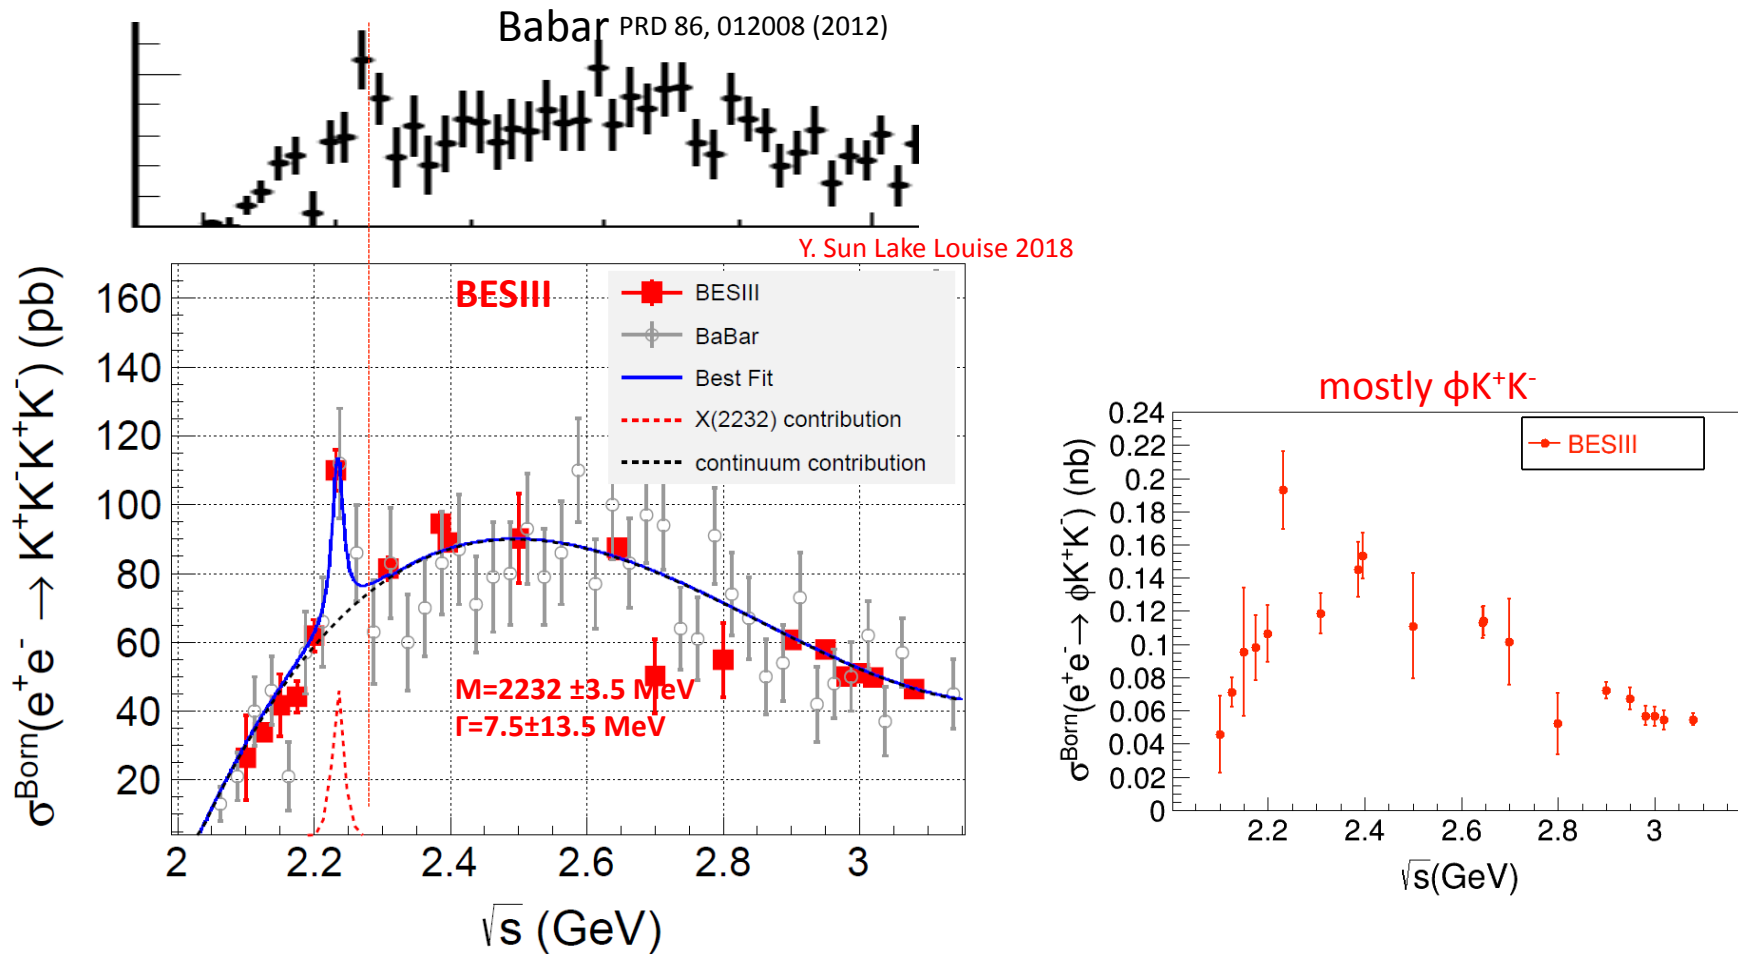 Babar PRD 86, 012008 (2012)
Y. Sun Lake Louise 2018
σ^Born(e⁺e⁻ → K⁺K⁻K⁺K⁻) (pb)
160
140
120
100
80
60
40
20
BESIII
BESIII
BaBar
Best Fit
X(2232) contribution
continuum contribution
M=2232 ±3.5 MeV
Γ=7.5±13.5 MeV
2 2.2 2.4 2.6 2.8 3
√s (GeV)
mostly ϕK⁺K⁻
σ^Born(e⁺e⁻ → ϕK⁺K⁻) (nb)
0.24
0.22
0.2
0.18
0.16
0.14
0.12
0.1
0.08
0.06
0.04
0.02
0
BESIII
2.2 2.4 2.6 2.8 3
√s(GeV)